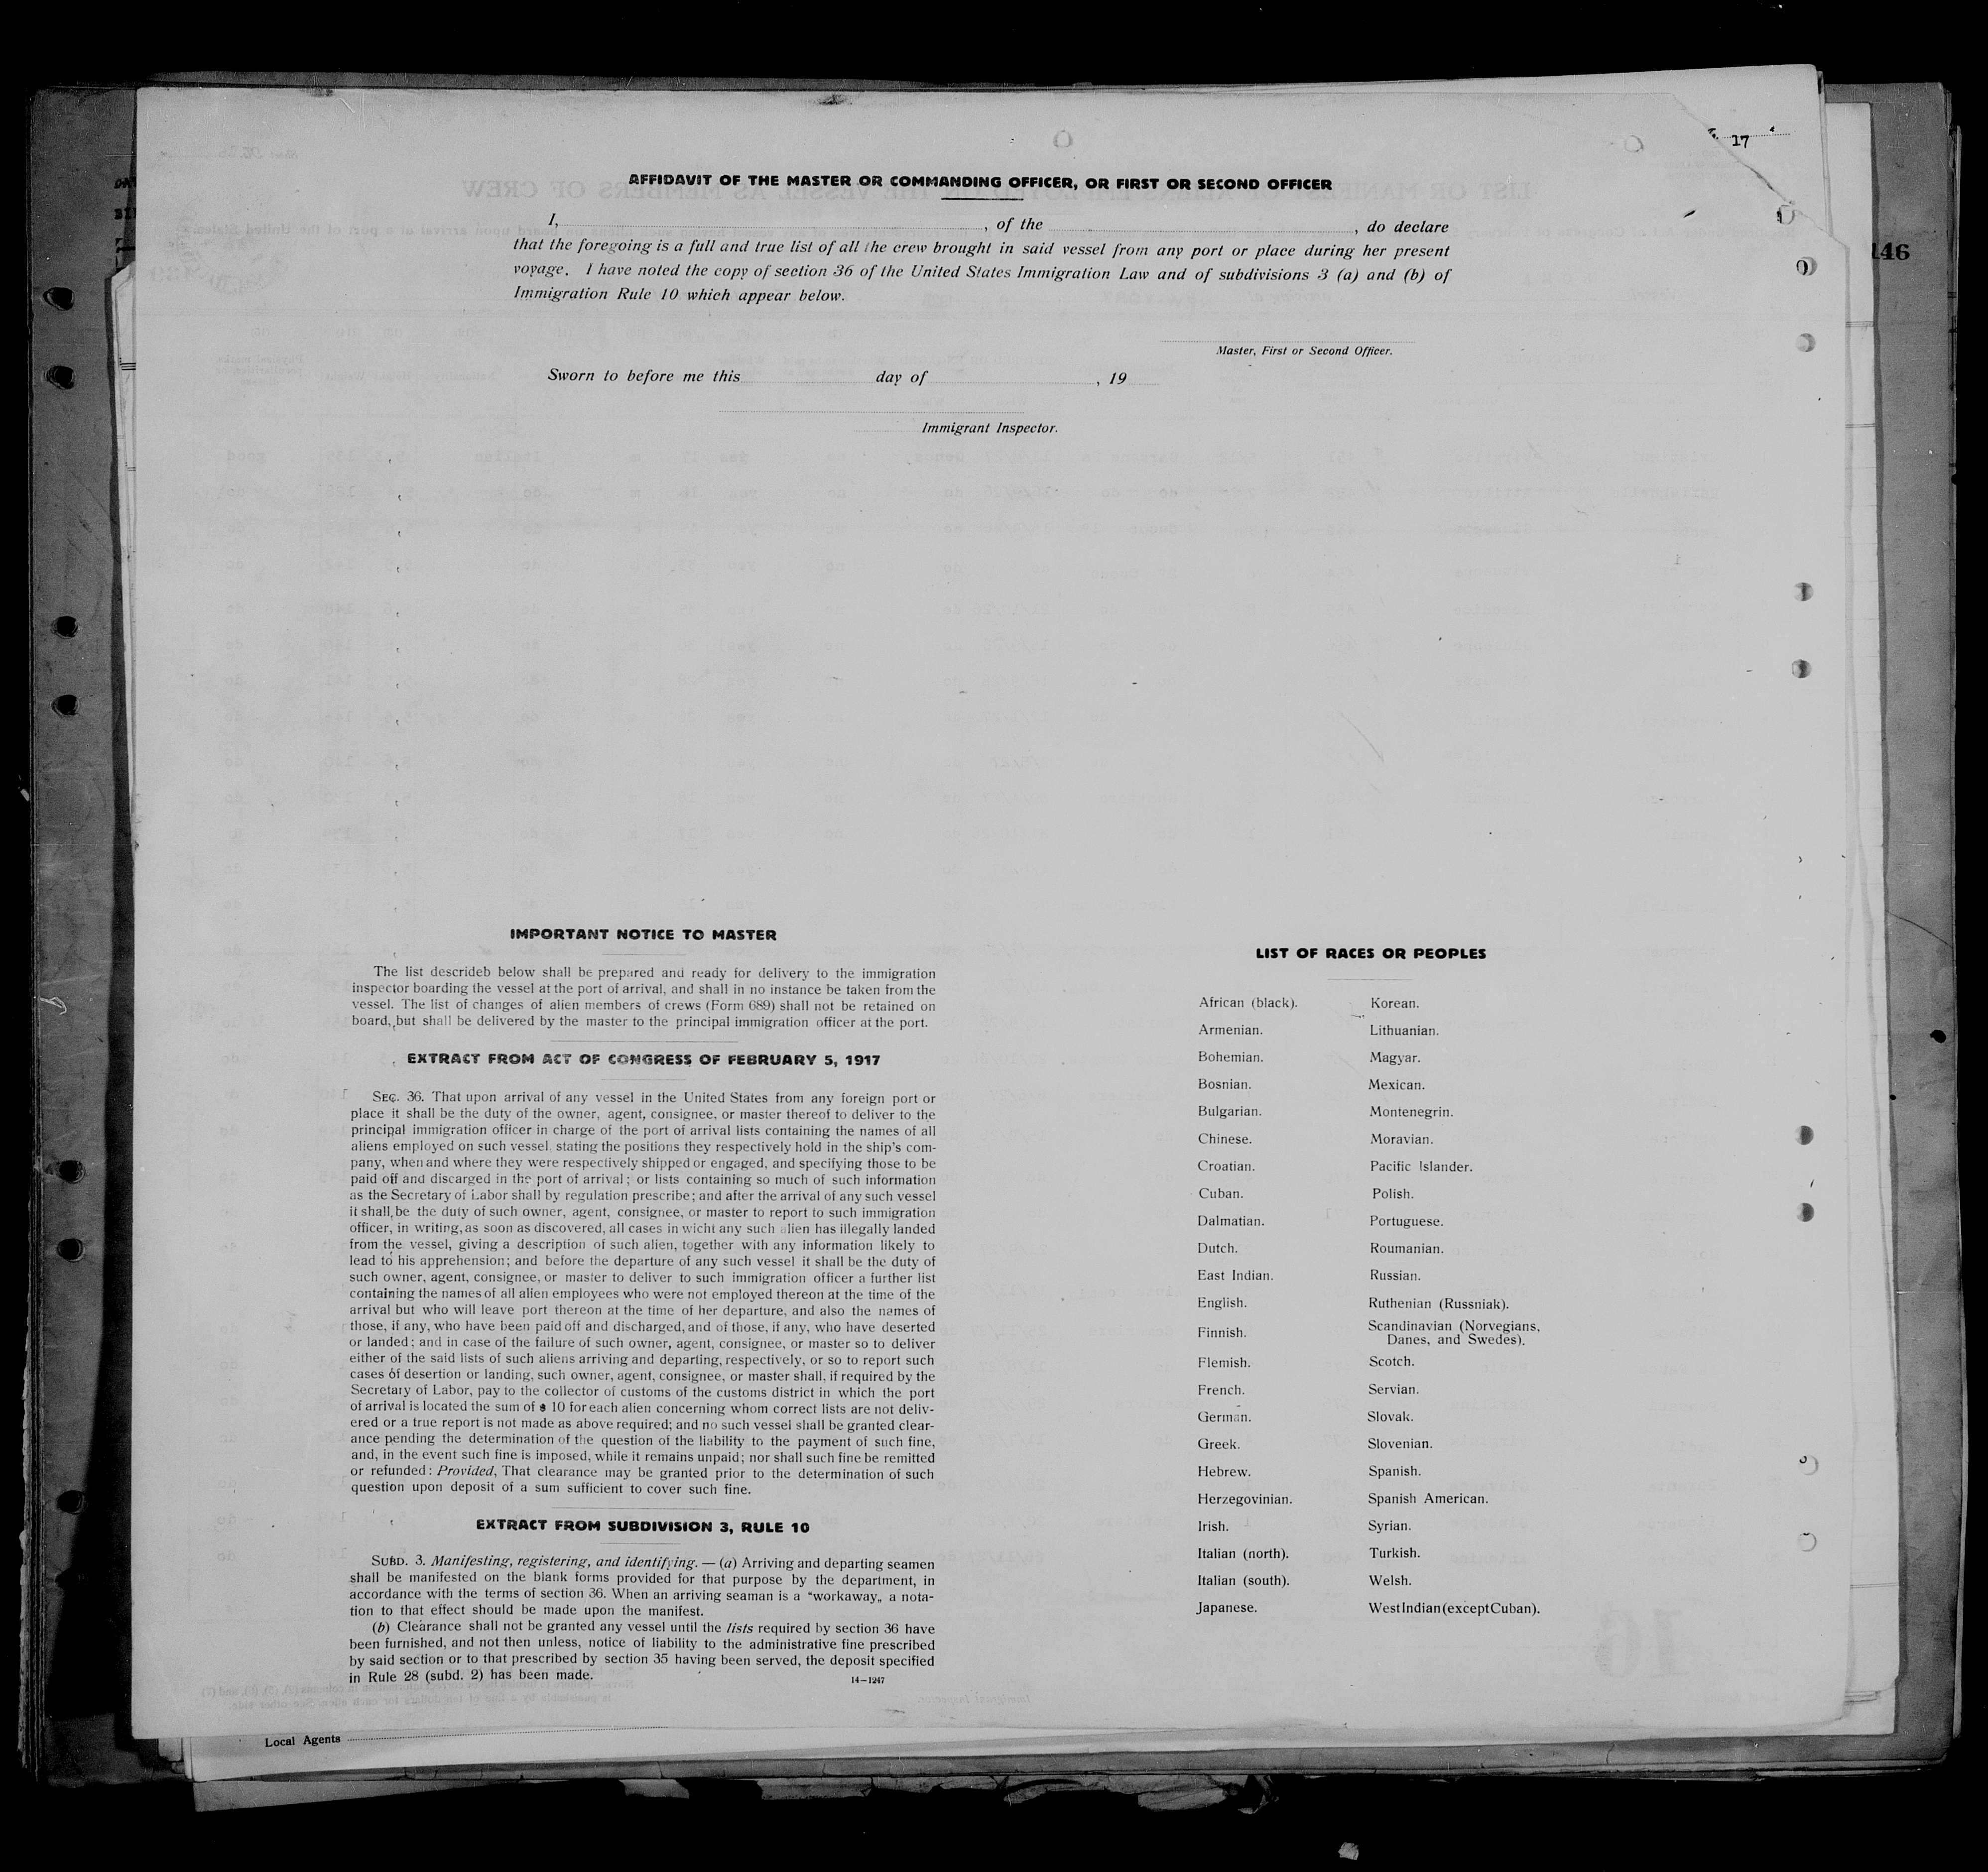 17
146
AFFIDAVIT OF THE MASTER OR COMMANDING OFFICER, OR FIRST OR SECOND OFFICER
I, , of the , do declare
that the foregoing is a full and true list of all the crew brought in said vessel from any port or place during her present
voyage. I have noted the copy of section 36 of the United States Immigration Law and of subdivisions 3 (a) and (b) of
Immigration Rule 10 which appear below.
Master, First or Second Officer.
Sworn to before me this day of , 19
Immigrant Inspector.
IMPORTANT NOTICE TO MASTER
The list descrideb below shall be prepared and ready for delivery to the immigration
inspector boarding the vessel at the port of arrival, and shall in no instance be taken from the
vessel. The list of changes of alien members of crews (Form 689) shall not be retained on
board, but shall be delivered by the master to the principal immigration officer at the port.
EXTRACT FROM ACT OF CONGRESS OF FEBRUARY 5, 1917
SEC. 36. That upon arrival of any vessel in the United States from any foreign port or
place it shall be the duty of the owner, agent, consignee, or master thereof to deliver to the
principal immigration officer in charge of the port of arrival lists containing the names of all
aliens employed on such vessel, stating the positions they respectively hold in the ship's com-
pany, when and where they were respectively shipped or engaged, and specifying those to be
paid off and discarged in the port of arrival; or lists containing so much of such information
as the Secretary of Labor shall by regulation prescribe; and after the arrival of any such vessel
it shall be the duty of such owner, agent, consignee, or master to report to such immigration
officer, in writing, as soon as discovered, all cases in wicht any such alien has illegally landed
from the vessel, giving a description of such alien, together with any information likely to
lead to his apprehension; and before the departure of any such vessel it shall be the duty of
such owner, agent, consignee, or master to deliver to such immigration officer a further list
containing the names of all alien employees who were not employed thereon at the time of the
arrival but who will leave port thereon at the time of her departure, and also the names of
those, if any, who have been paid off and discharged, and of those, if any, who have deserted
or landed; and in case of the failure of such owner, agent, consignee, or master so to deliver
either of the said lists of such aliens arriving and departing, respectively, or so to report such
cases of desertion or landing, such owner, agent, consignee, or master shall, if required by the
Secretary of Labor, pay to the collector of customs of the customs district in which the port
of arrival is located the sum of $ 10 for each alien concerning whom correct lists are not deliv-
ered or a true report is not made as above required; and no such vessel shall be granted clear-
ance pending the determination of the question of the liability to the payment of such fine,
and, in the event such fine is imposed, while it remains unpaid; nor shall such fine be remitted
or refunded: Provided, That clearance may be granted prior to the determination of such
question upon deposit of a sum sufficient to cover such fine.
EXTRACT FROM SUBDIVISION 3, RULE 10
SUBD. 3. Manifesting, registering, and identifying. — (a) Arriving and departing seamen
shall be manifested on the blank forms provided for that purpose by the department, in
accordance with the terms of section 36. When an arriving seaman is a "workaway„ a nota-
tion to that effect should be made upon the manifest.
(b) Clearance shall not be granted any vessel until the lists required by section 36 have
been furnished, and not then unless, notice of liability to the administrative fine prescribed
by said section or to that prescribed by section 35 having been served, the deposit specified
in Rule 28 (subd. 2) has been made.
14—1247
LIST OF RACES OR PEOPLES
African (black).
Armenian.
Bohemian.
Bosnian.
Bulgarian.
Chinese.
Croatian.
Cuban.
Dalmatian.
Dutch.
East Indian.
English.
Finnish.
Flemish.
French.
German.
Greek.
Hebrew.
Herzegovinian.
Irish.
Italian (north).
Italian (south).
Japanese.
Korean.
Lithuanian.
Magyar.
Mexican.
Montenegrin.
Moravian.
Pacific Islander.
Polish.
Portuguese.
Roumanian.
Russian.
Ruthenian (Russniak).
Scandinavian (Norvegians,
Danes, and Swedes).
Scotch.
Servian.
Slovak.
Slovenian.
Spanish.
Spanish American.
Syrian.
Turkish.
Welsh.
West Indian (except Cuban).
Local Agents